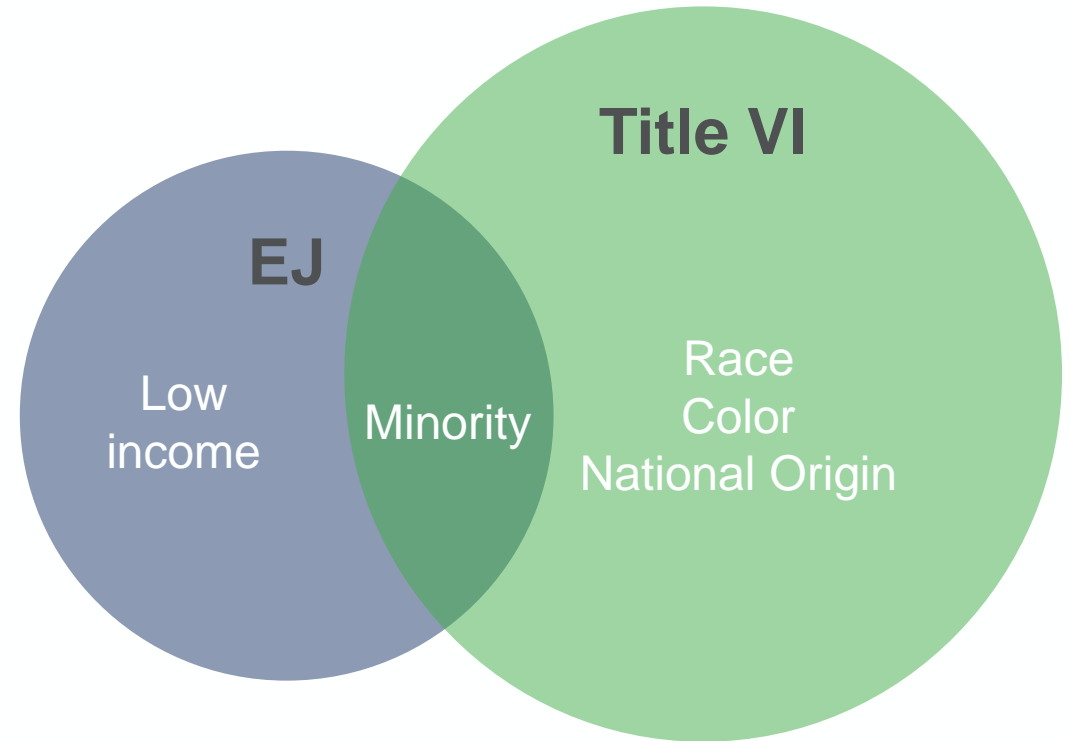 Title VI
EJ
Low
income
Minority
Race
Color
National Origin